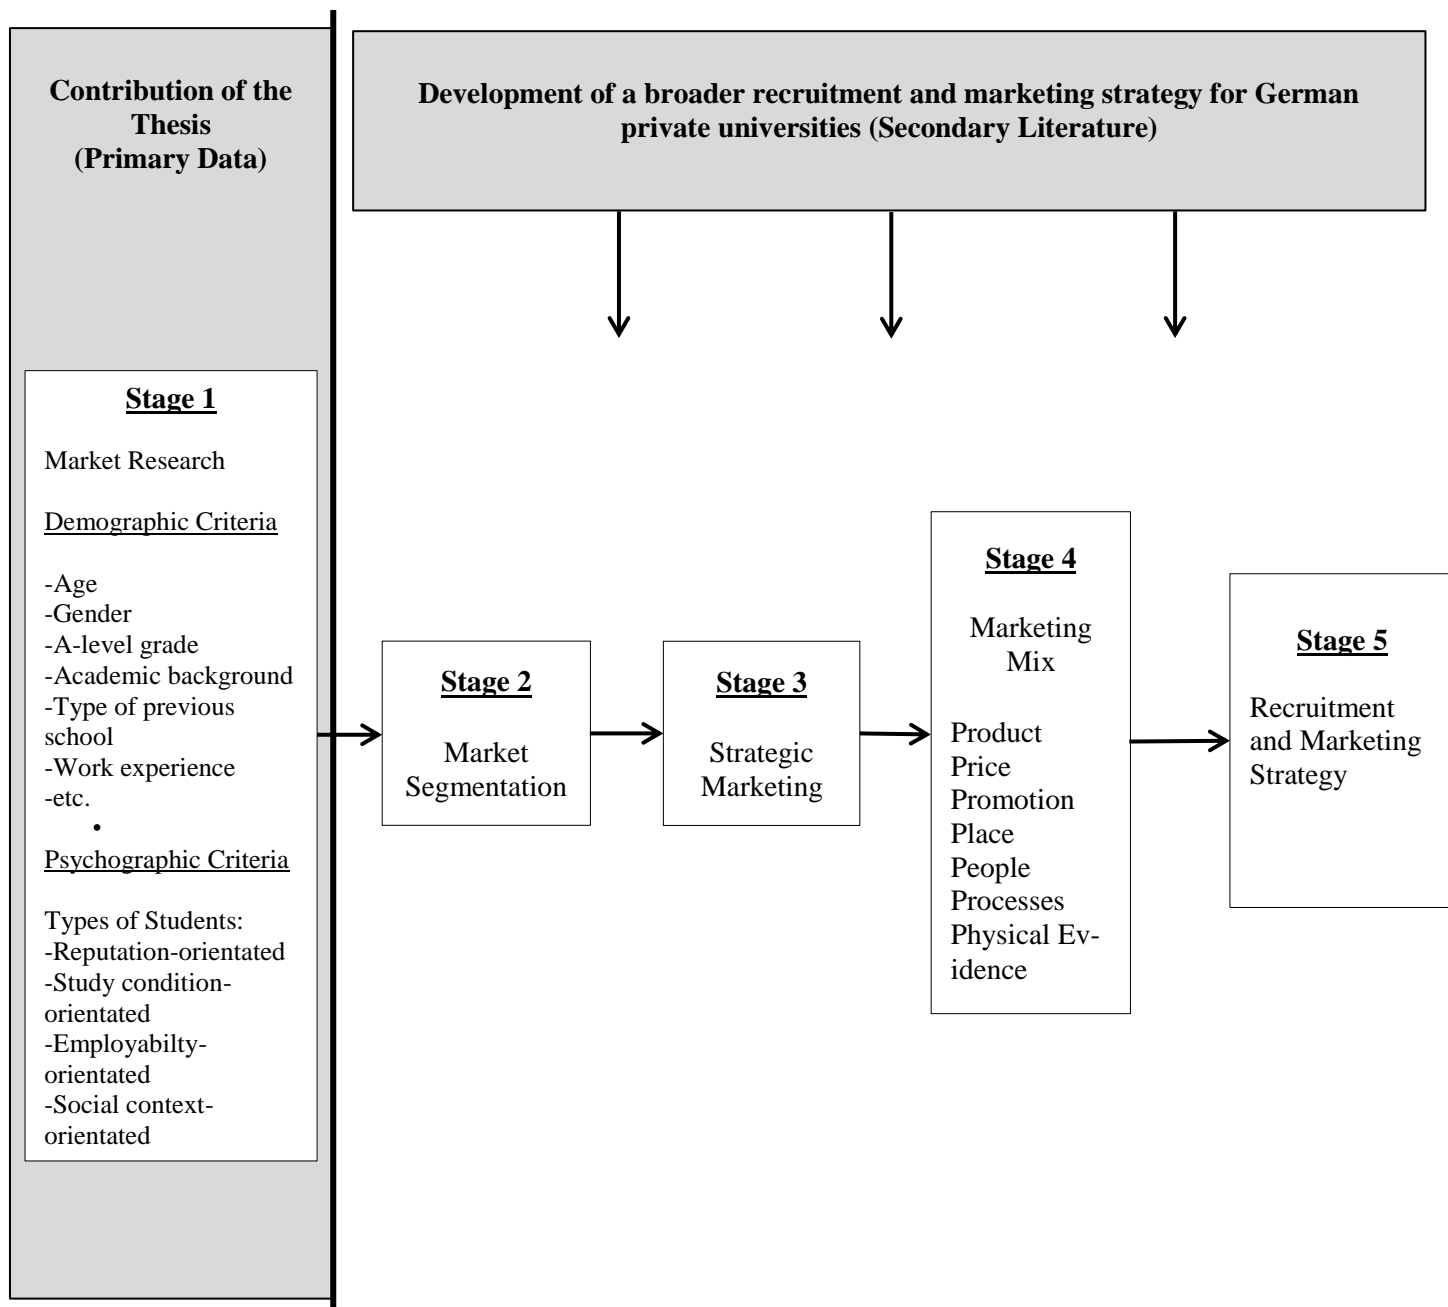 Contribution of the
Thesis
(Primary Data)
Development of a broader recruitment and marketing strategy for German
private universities (Secondary Literature)
Stage 1
Market Research
Demographic Criteria
-Age
-Gender
-A-level grade
-Academic background
-Type of previous
school
-Work experience
-etc.
•
Psychographic Criteria
Types of Students:
-Reputation-orientated
-Study condition-
orientated
-Employabilty-
orientated
-Social context-
orientated
Stage 2
Market
Segmentation
Stage 3
Strategic
Marketing
Stage 4
Marketing
Mix
Product
Price
Promotion
Place
People
Processes
Physical Ev-
idence
Stage 5
Recruitment
and Marketing
Strategy